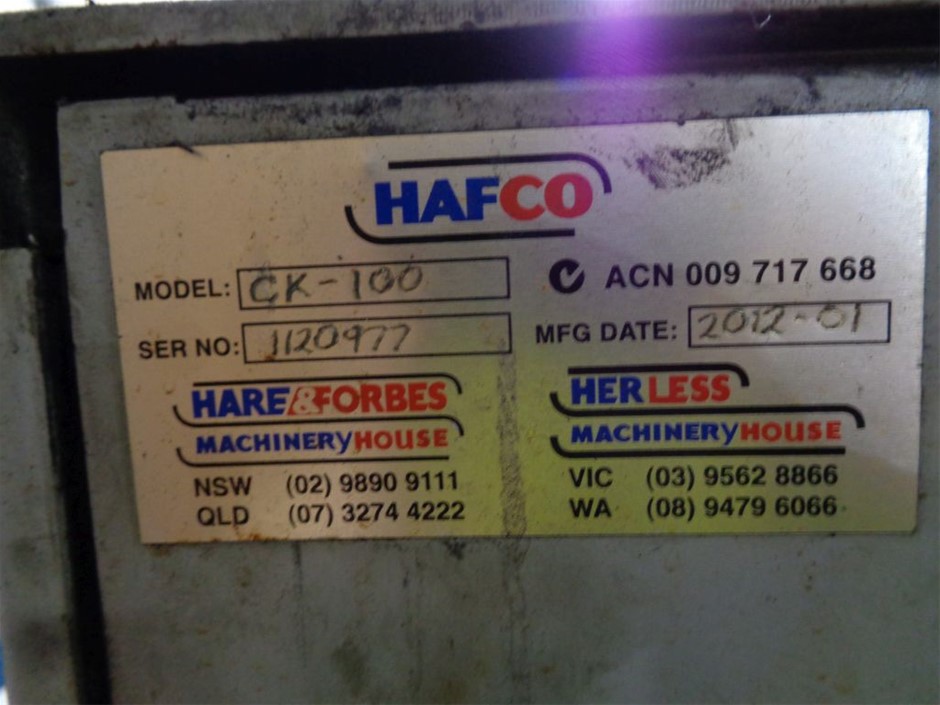 HAFCO
MODEL: CK-100
ACN 009 717 668
SER NO: 1120977
MFG DATE: 2012-01
HARE&FORBES
MACHINERYHOUSE
NSW (02) 9890 9111
QLD (07) 3274 4222
HERLESS
MACHINERYHOUSE
VIC (03) 9562 8866
WA (08) 9479 6066